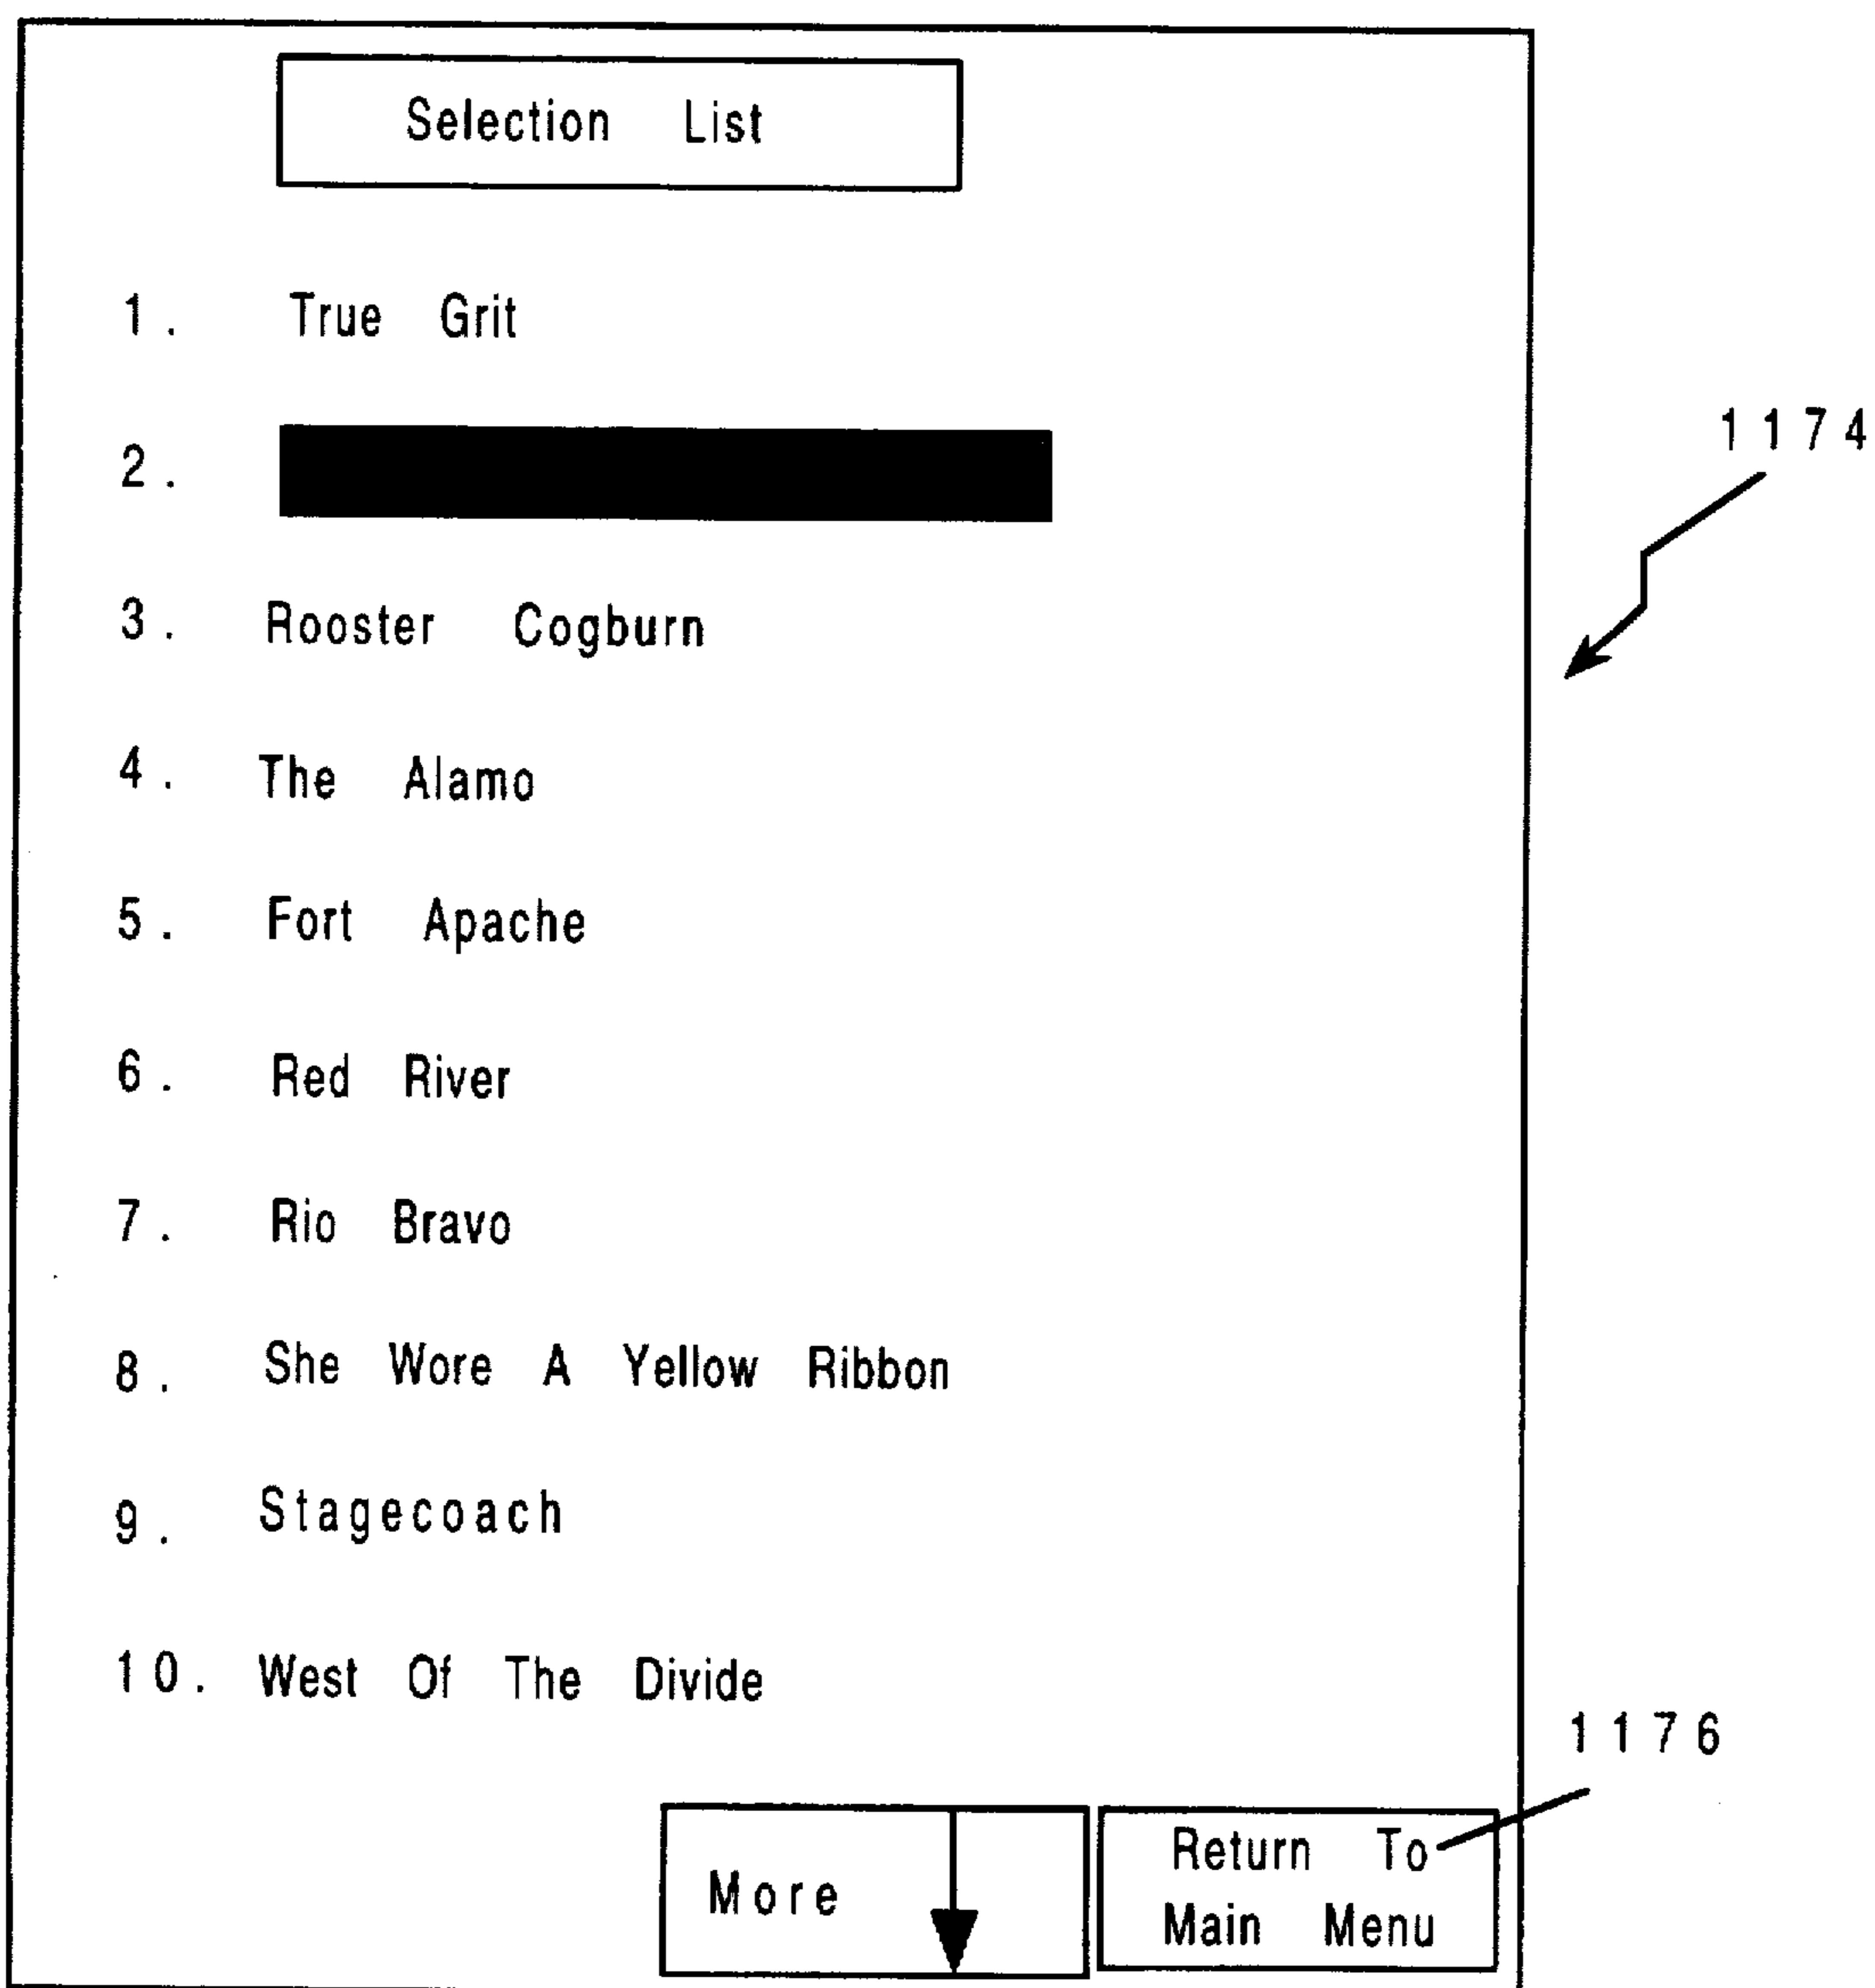 Selection List
1. True Grit
2.
3. Rooster Cogburn
4. The Alamo
5. Fort Apache
6. Red River
7. Rio Bravo
8. She Wore A Yellow Ribbon
9. Stagecoach
10. West Of The Divide
More
Return To
Main Menu
1174
1176